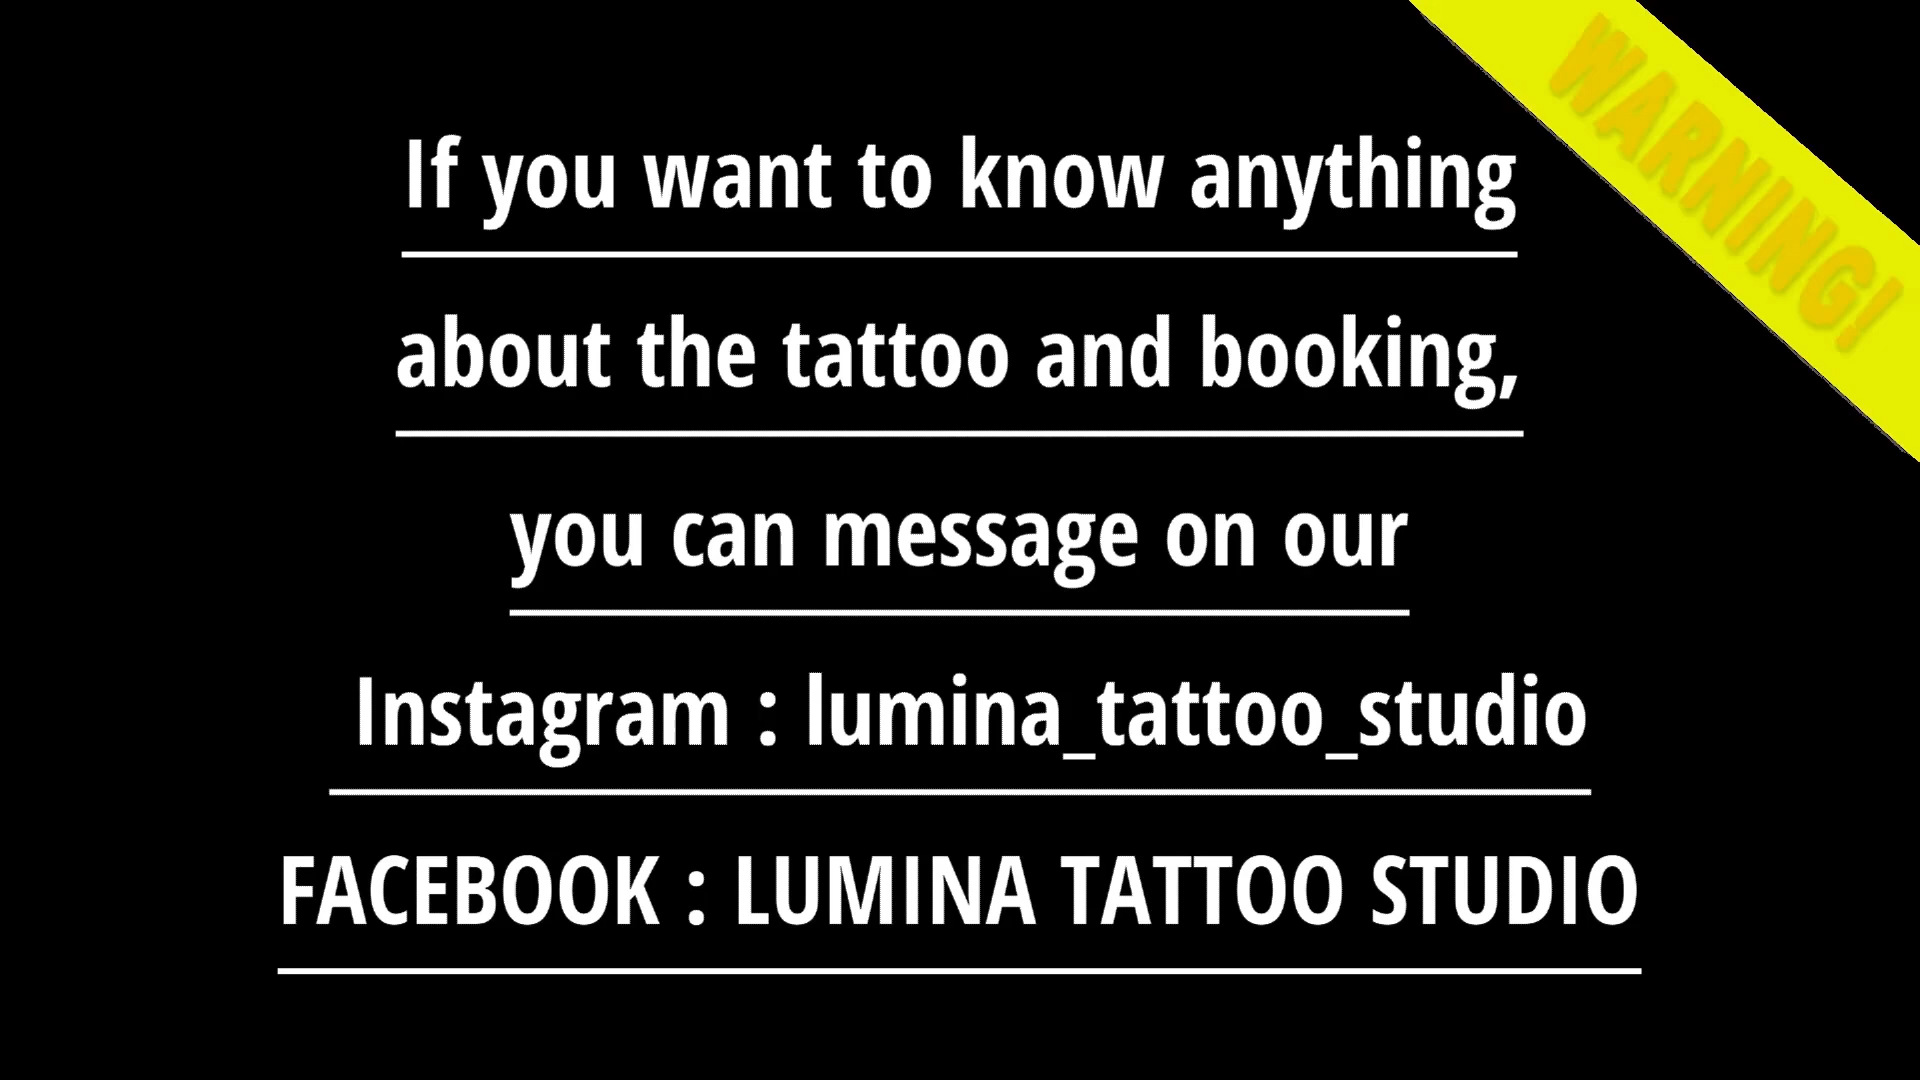 WARNING!
If you want to know anything
about the tattoo and booking,
you can message on our
Instagram : lumina_tattoo_studio
FACEBOOK : LUMINA TATTOO STUDIO